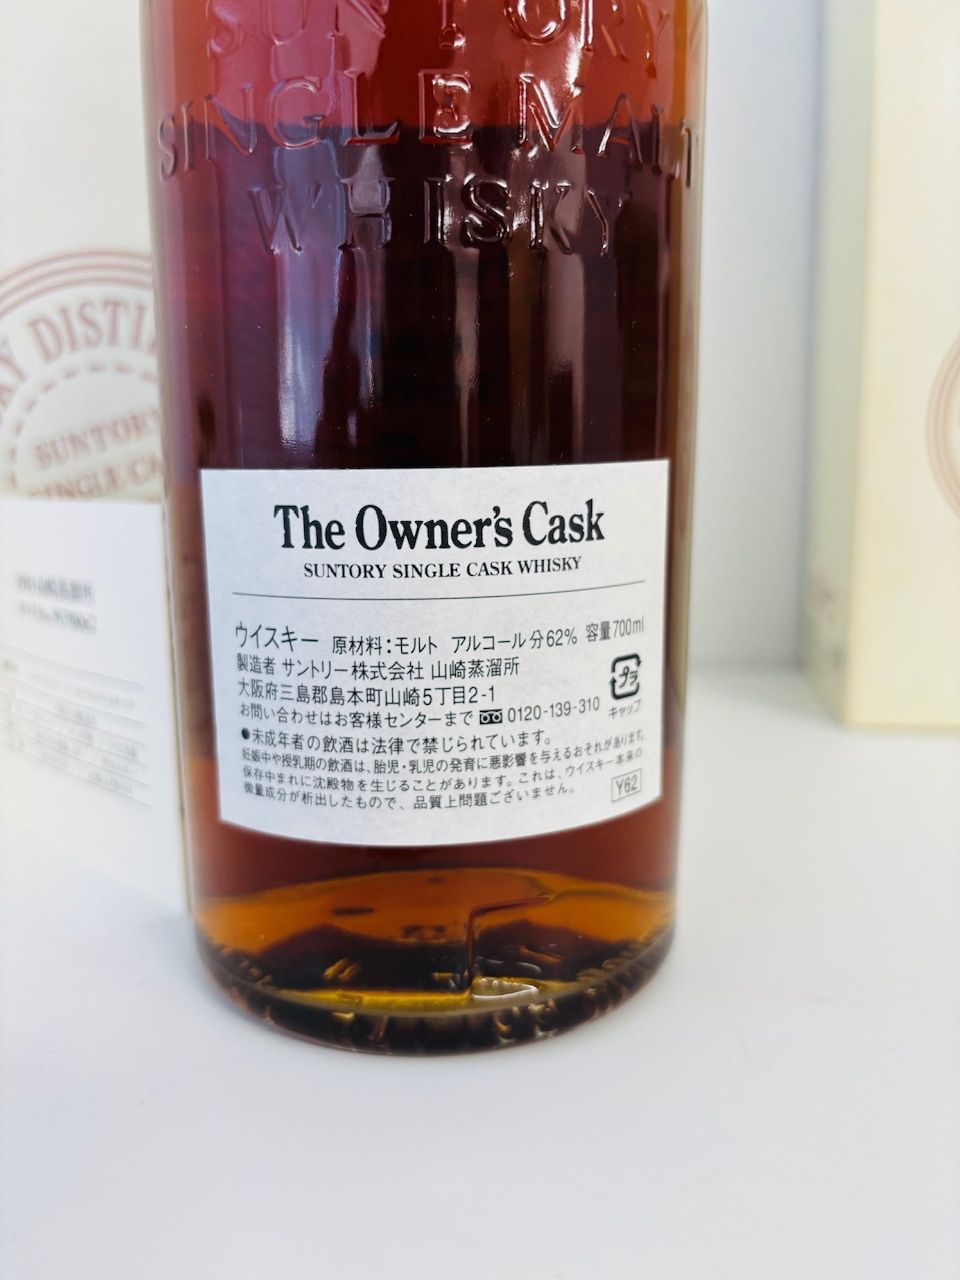 SUNTORY
SINGLE MALT
WHISKY
DISTIL
SUNTORY
SINGLE CA
The Owner's Cask
SUNTORY SINGLE CASK WHISKY
ウイスキー 原材料:モルト アルコール分62% 容量700ml
製造者 サントリー株式会社 山崎蒸溜所
大阪府三島郡島本町山崎5丁目2-1
お問い合わせはお客様センターまで 0120-139-310
プラ
キャップ
●未成年者の飲酒は法律で禁じられています。
妊娠中や授乳期の飲酒は、胎児・乳児の発育に悪影響を与えるおそれがあります。
保存中まれに沈殿物を生じることがあります。これは、ウイスキー本来の
微量成分が析出したもので、品質上問題ございません。
Y62